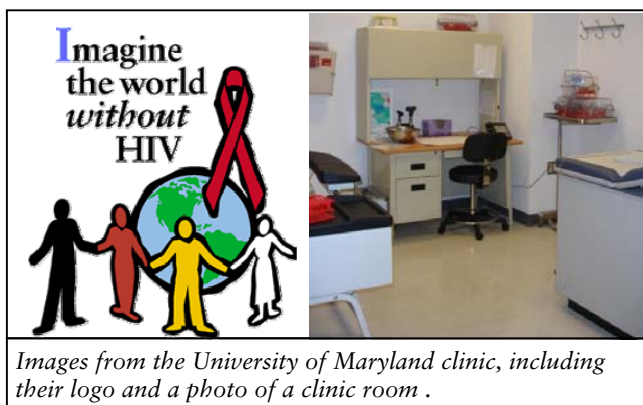 Imagine
the world
without
HIV
Images from the University of Maryland clinic, including
their logo and a photo of a clinic room .